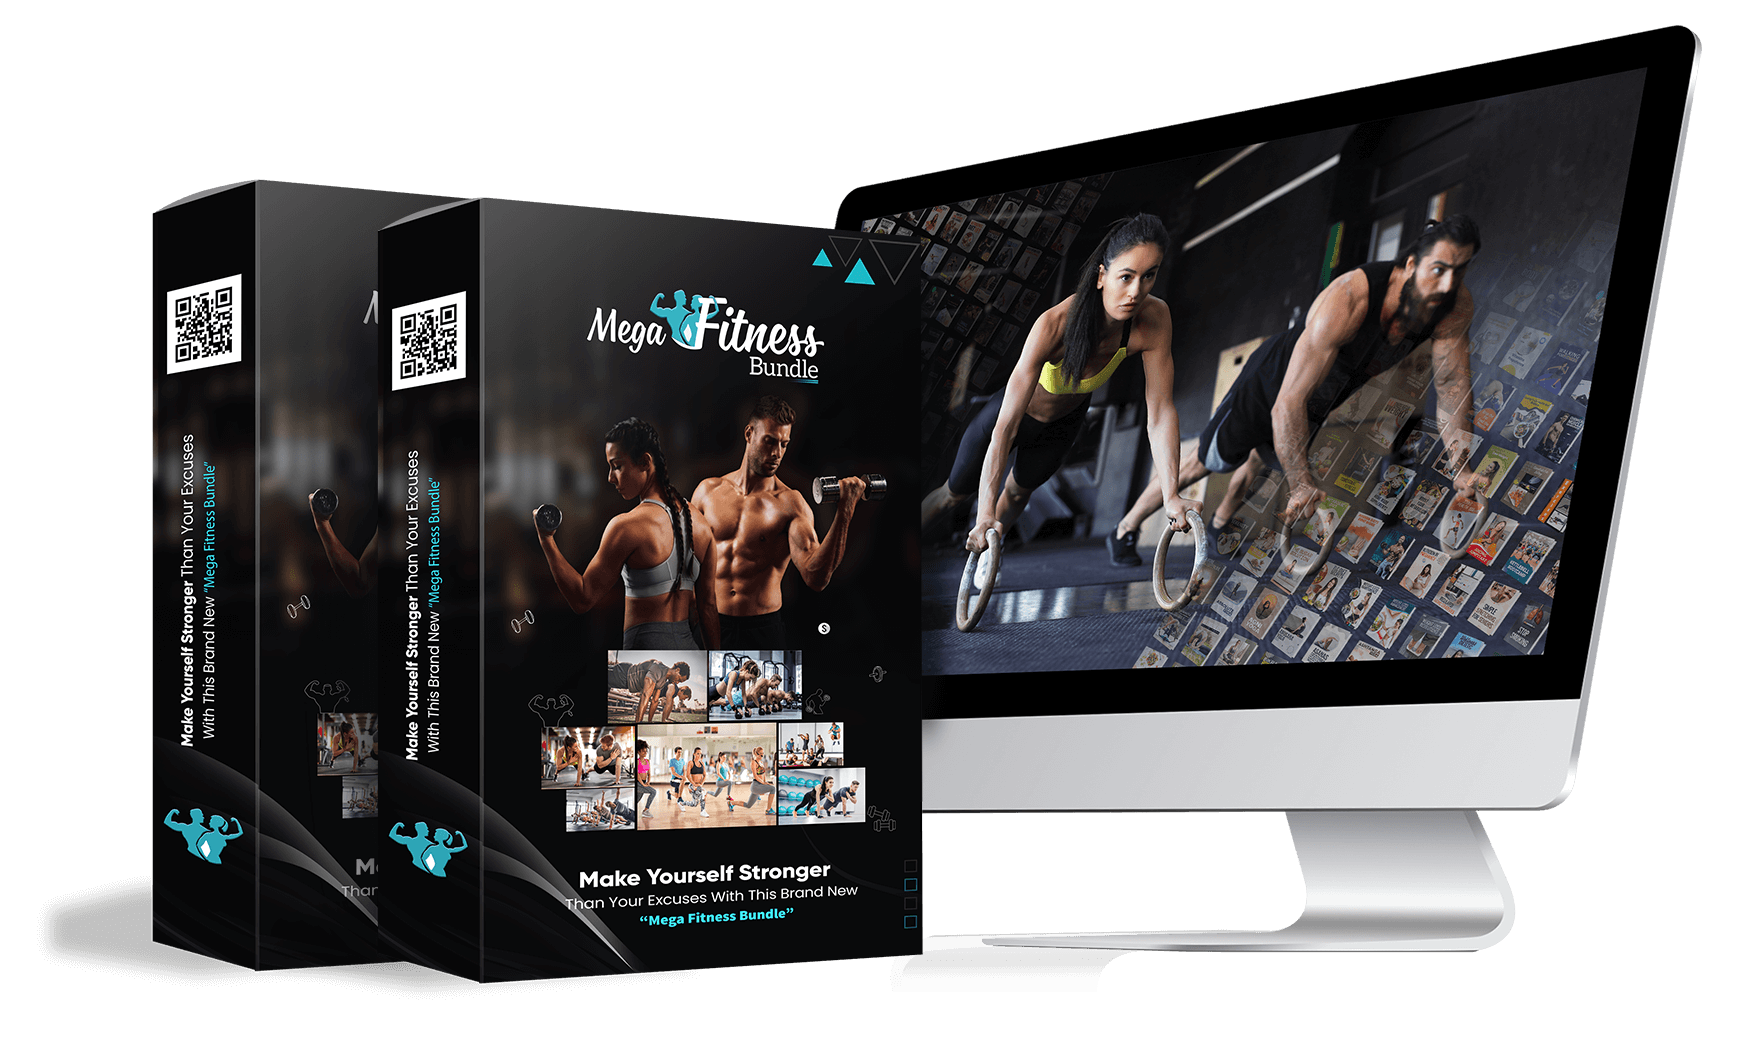 Make Yourself Stronger Than Your Excuses
With This Brand New "Mega Fitness Bundle"
M
Than
Make Yourself Stronger Than Your Excuses
With This Brand New "Mega Fitness Bundle"
Mega Fitness
Bundle
Make Yourself Stronger
Than Your Excuses With This Brand New
“Mega Fitness Bundle”